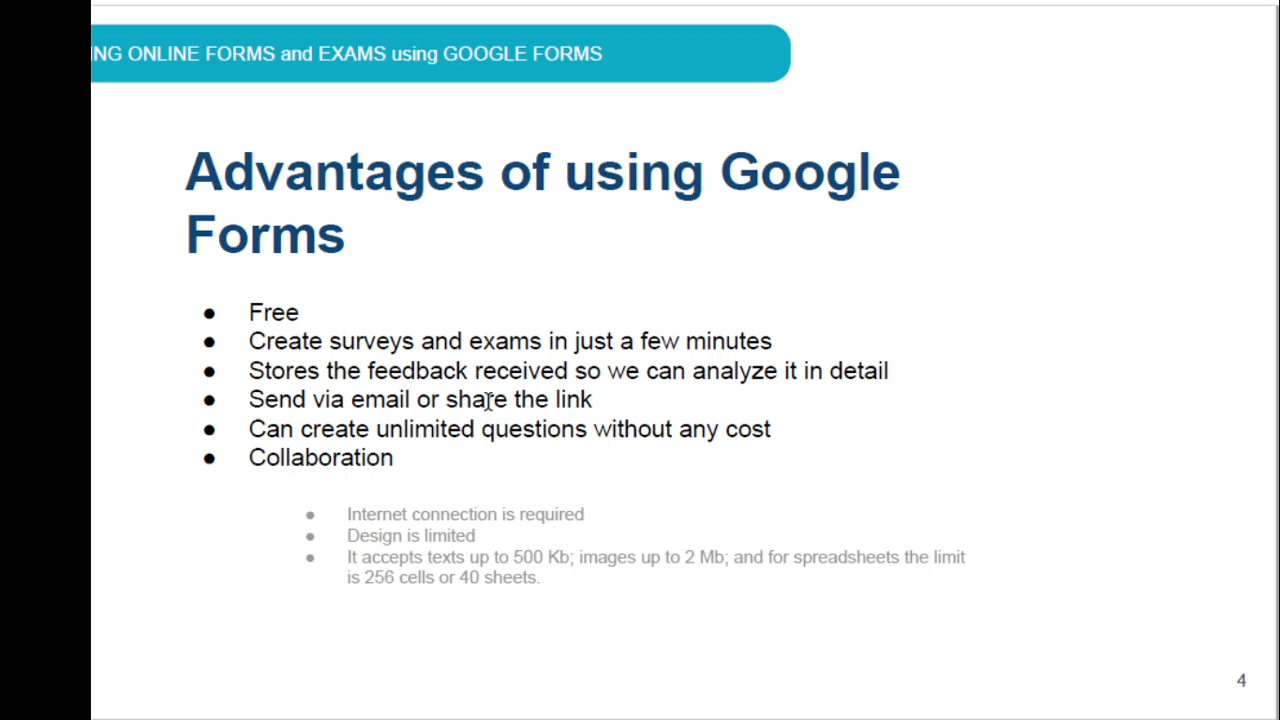 ING ONLINE FORMS and EXAMS using GOOGLE FORMS
Advantages of using Google
Forms
● Free
● Create surveys and exams in just a few minutes
● Stores the feedback received so we can analyze it in detail
● Send via email or share the link
● Can create unlimited questions without any cost
● Collaboration
● Internet connection is required
● Design is limited
● It accepts texts up to 500 Kb; images up to 2 Mb; and for spreadsheets the limit
is 256 cells or 40 sheets.
4